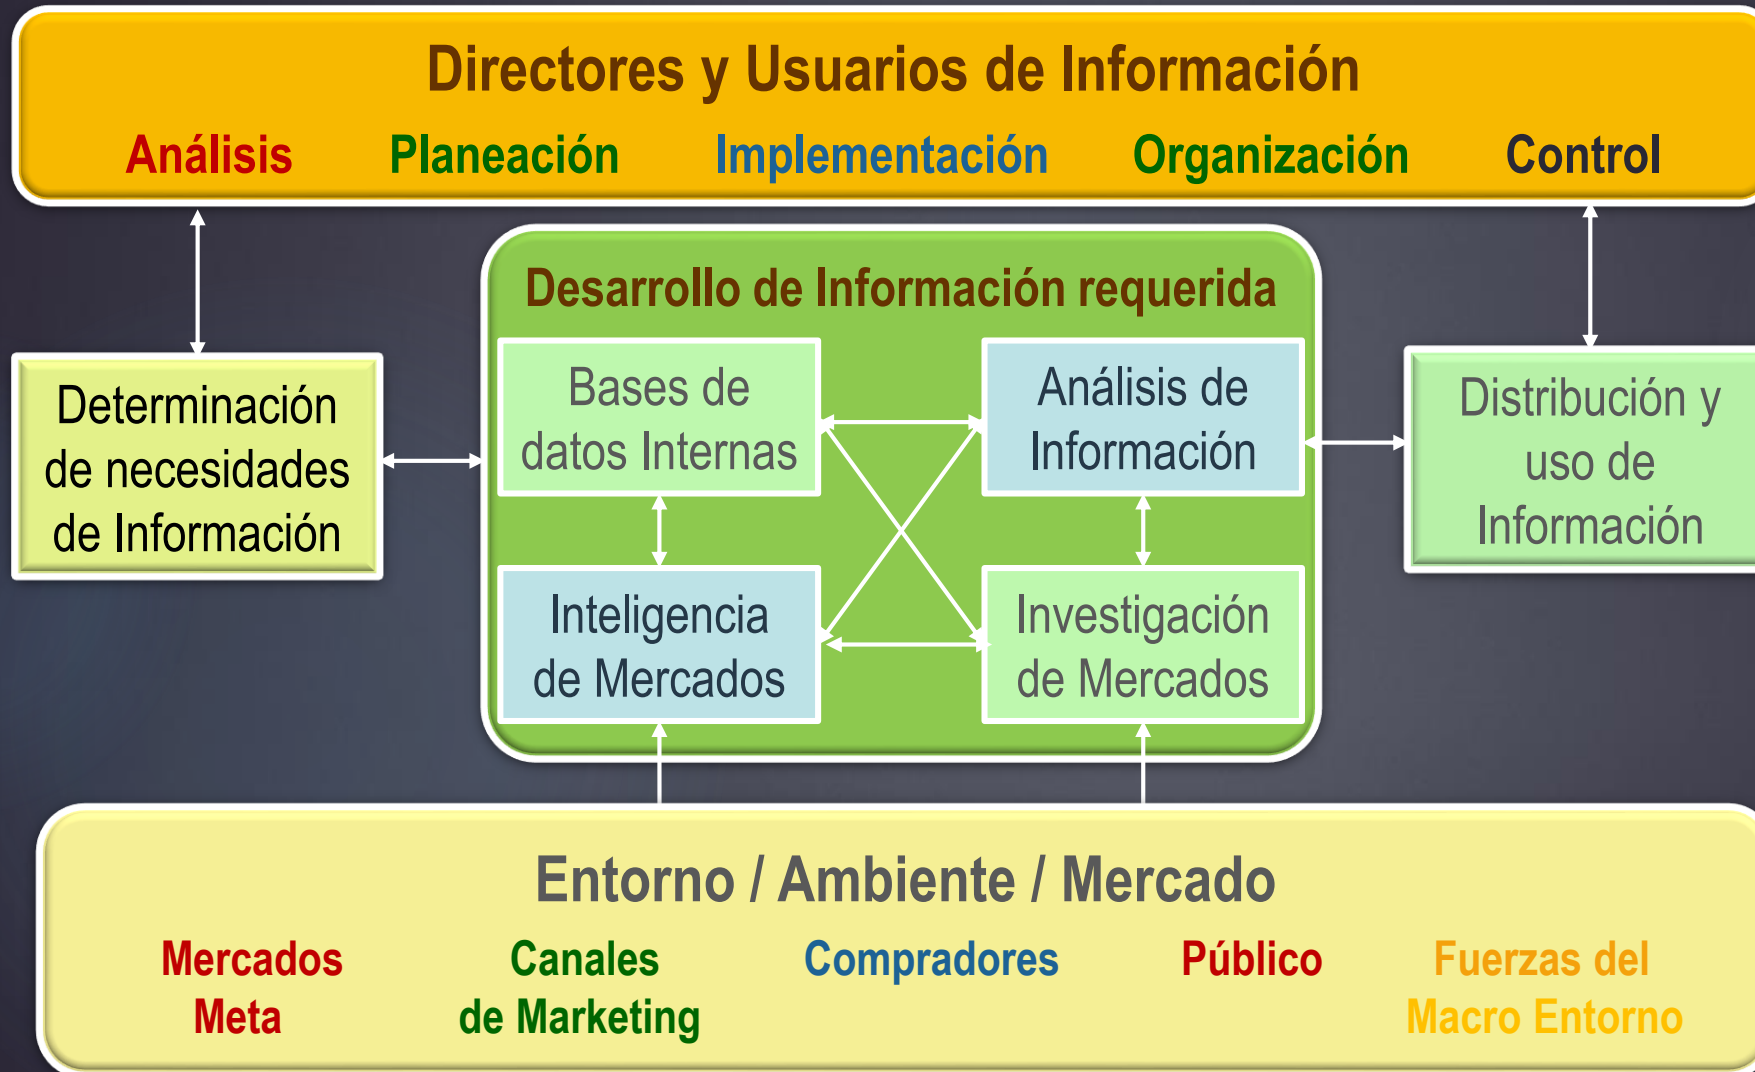 Directores y Usuarios de Información
Análisis Planeación Implementación Organización Control
Desarrollo de Información requerida
Determinación
de necesidades
de Información
Bases de
datos Internas
Análisis de
Información
Distribución y
uso de
Información
Inteligencia
de Mercados
Investigación
de Mercados
Entorno / Ambiente / Mercado
Mercados
Meta
Canales
de Marketing
Compradores
Público
Fuerzas del
Macro Entorno